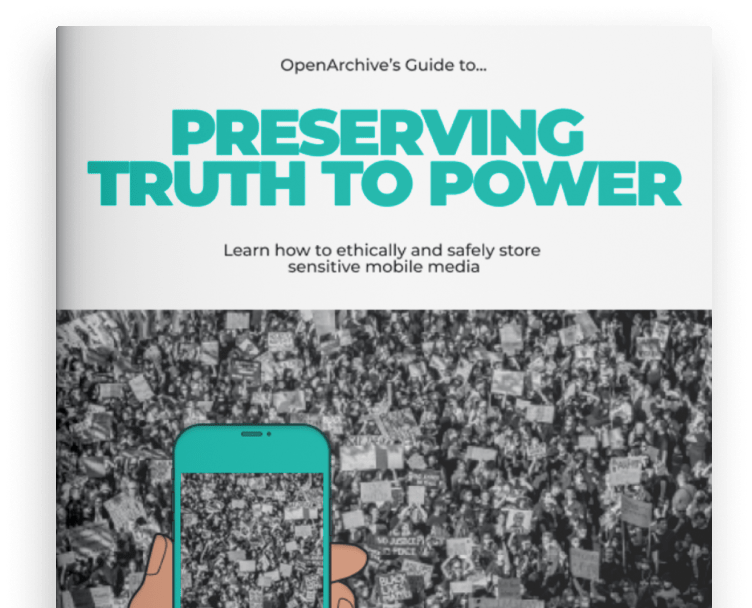 OpenArchive's Guide to...
PRESERVING
TRUTH TO POWER
Learn how to ethically and safely store
sensitive mobile media